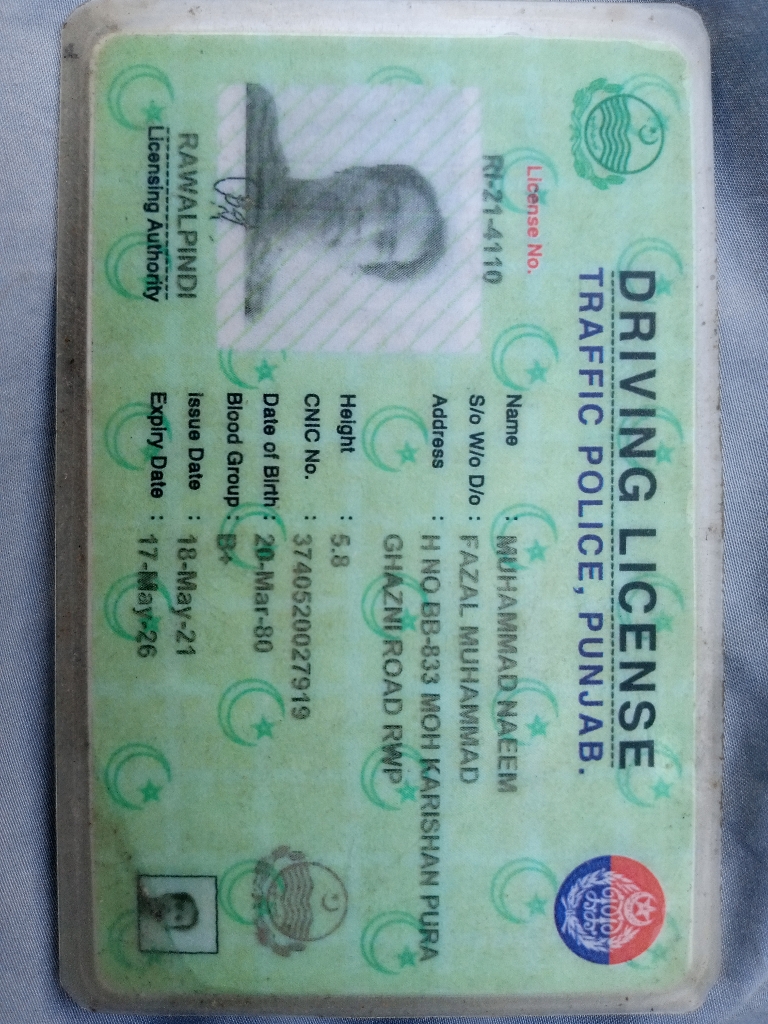 DRIVING LICENSE
TRAFFIC POLICE, PUNJAB.
License No.
RI-21-4110
Name : MUHAMMAD NAEEM
S/o W/o D/o : FAZAL MUHAMMAD
Address : H NO BB-833 MOH KARISHAN PURA
GHAZNI ROAD RWP
Height : 5.8
CNIC No. : 3740520027919
Date of Birth : 20-Mar-80
Blood Group : B+
Issue Date : 18-May-21
Expiry Date : 17-May-26
RAWALPINDI
Licensing Authority